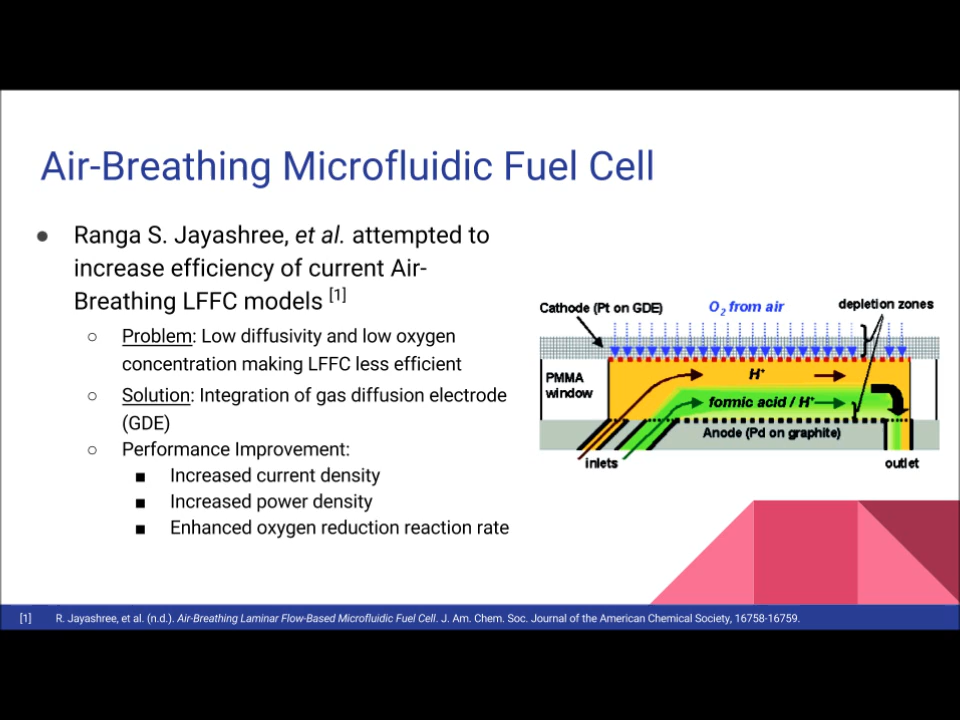 Air-Breathing Microfluidic Fuel Cell
● Ranga S. Jayashree, et al. attempted to
increase efficiency of current Air-
Breathing LFFC models [1]
○ Problem: Low diffusivity and low oxygen
concentration making LFFC less efficient
○ Solution: Integration of gas diffusion electrode
(GDE)
○ Performance Improvement:
■ Increased current density
■ Increased power density
■ Enhanced oxygen reduction reaction rate
Cathode (Pt on GDE)
O2 from air
depletion zones
PMMA
window
H+
formic acid / H+
Anode (Pd on graphite)
inlets
outlet
[1] R. Jayashree, et al. (n.d.). Air-Breathing Laminar Flow-Based Microfluidic Fuel Cell. J. Am. Chem. Soc. Journal of the American Chemical Society, 16758-16759.